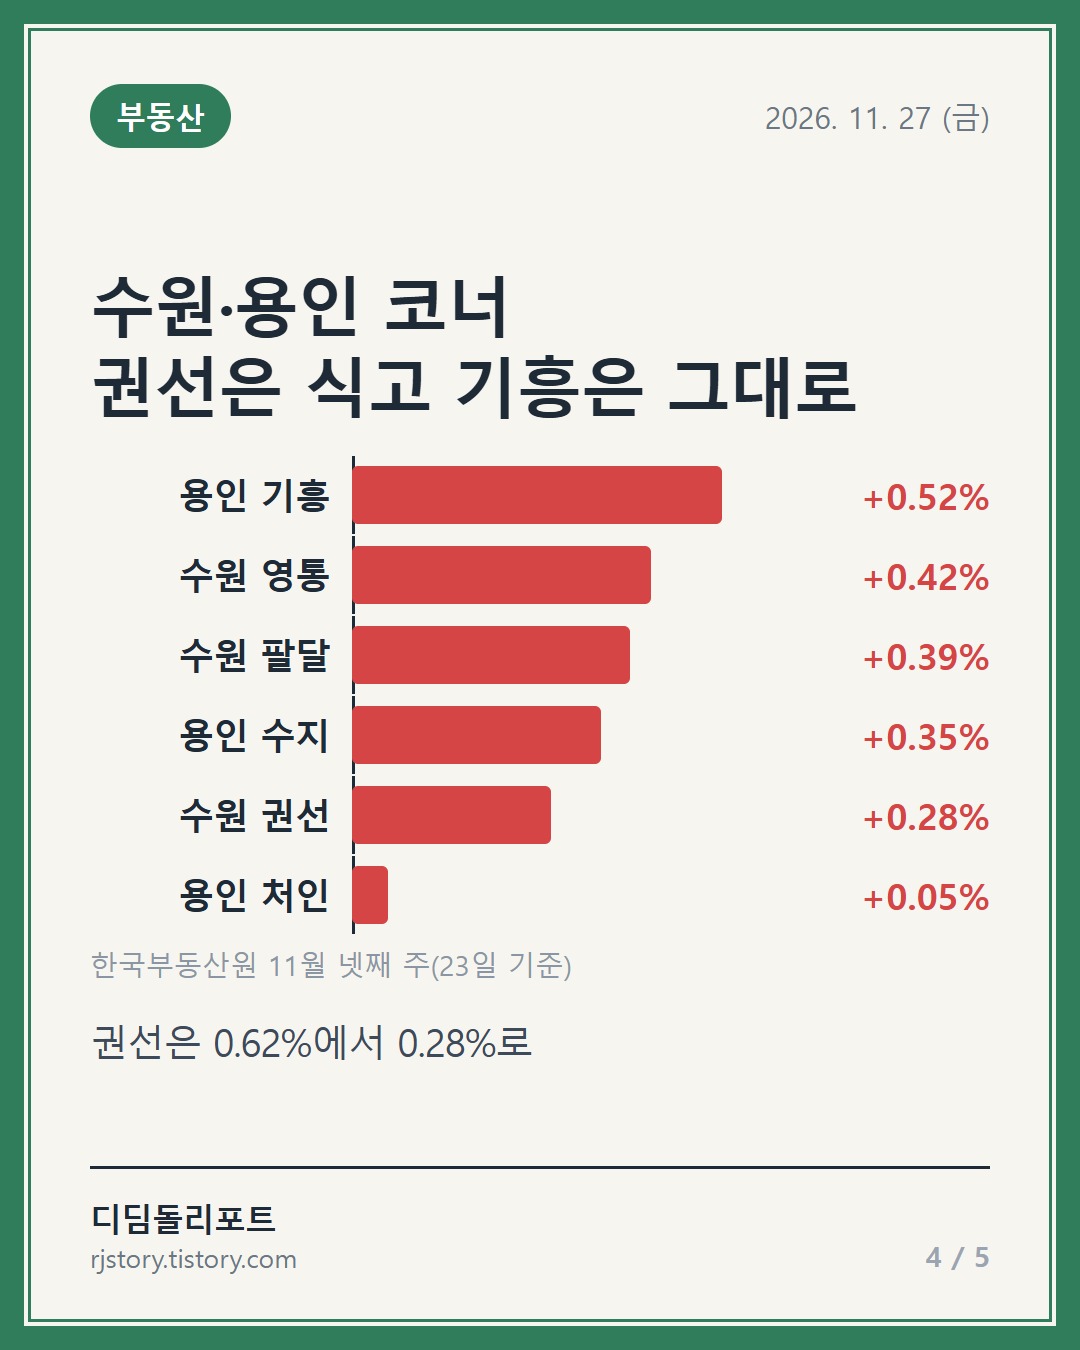 부동산
2026. 11. 27 (금)
수원·용인 코너
권선은 식고 기흥은 그대로
용인 기흥 +0.52%
수원 영통 +0.42%
수원 팔달 +0.39%
용인 수지 +0.35%
수원 권선 +0.28%
용인 처인 +0.05%
한국부동산원 11월 넷째 주(23일 기준)
권선은 0.62%에서 0.28%로
디딤돌리포트
rjstory.tistory.com
4 / 5